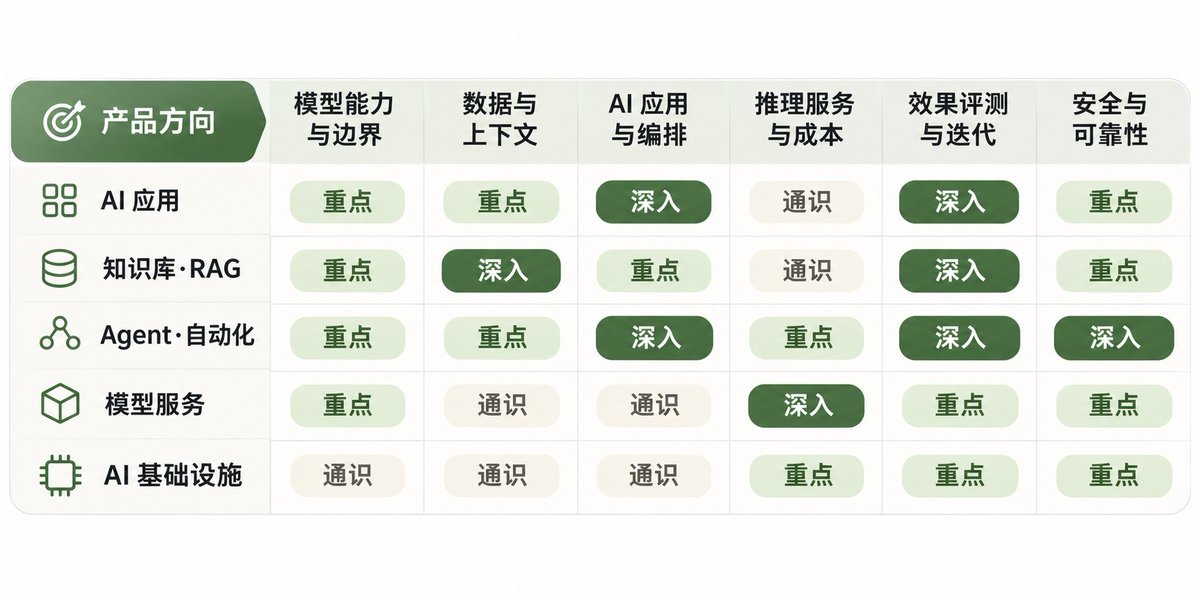 产品方向
模型能力
与边界
数据与
上下文
AI 应用
与编排
推理服务
与成本
效果评测
与迭代
安全与
可靠性
AI 应用
重点
重点
深入
通识
深入
重点
知识库·RAG
重点
深入
重点
通识
深入
重点
Agent·自动化
重点
重点
深入
重点
深入
深入
模型服务
重点
通识
通识
深入
重点
重点
AI 基础设施
通识
通识
通识
重点
重点
重点